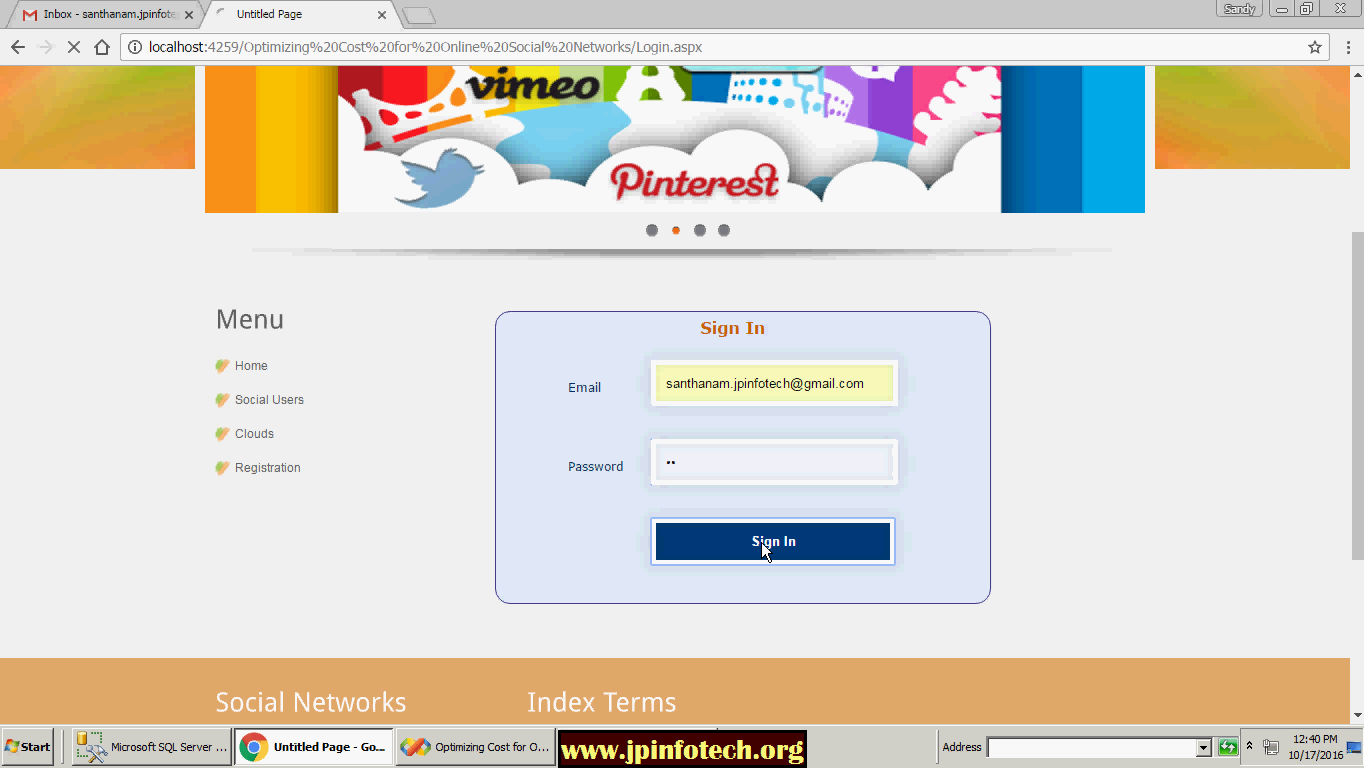 Inbox - santhanam.jpinfote
Untitled Page
Sandy
localhost:4259/Optimizing%20Cost%20for%20Online%20Social%20Networks/Login.aspx
vimeo
Pinterest
Menu
Home
Social Users
Clouds
Registration
Sign In
Email
santhanam.jpinfotech@gmail.com
Password
Sign In
Social Networks
Index Terms
Start
Microsoft SQL Server ...
Untitled Page - Go...
Optimizing Cost for O...
www.jpinfotech.org
Address
12:40 PM
10/17/2016